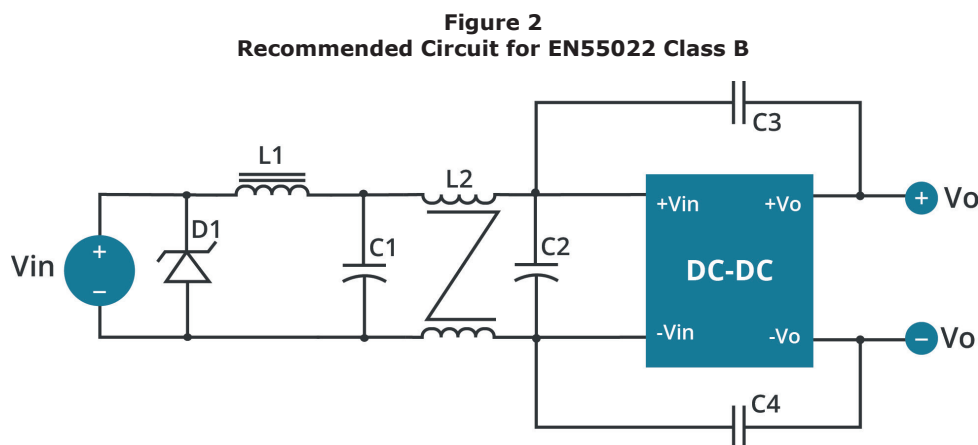 Figure 2
Recommended Circuit for EN55022 Class B
C3
L1
L2
+Vin
+Vo
+
Vo
D1
C1
C2
Vin
+
−
DC-DC
-Vin
-Vo
−
Vo
C4